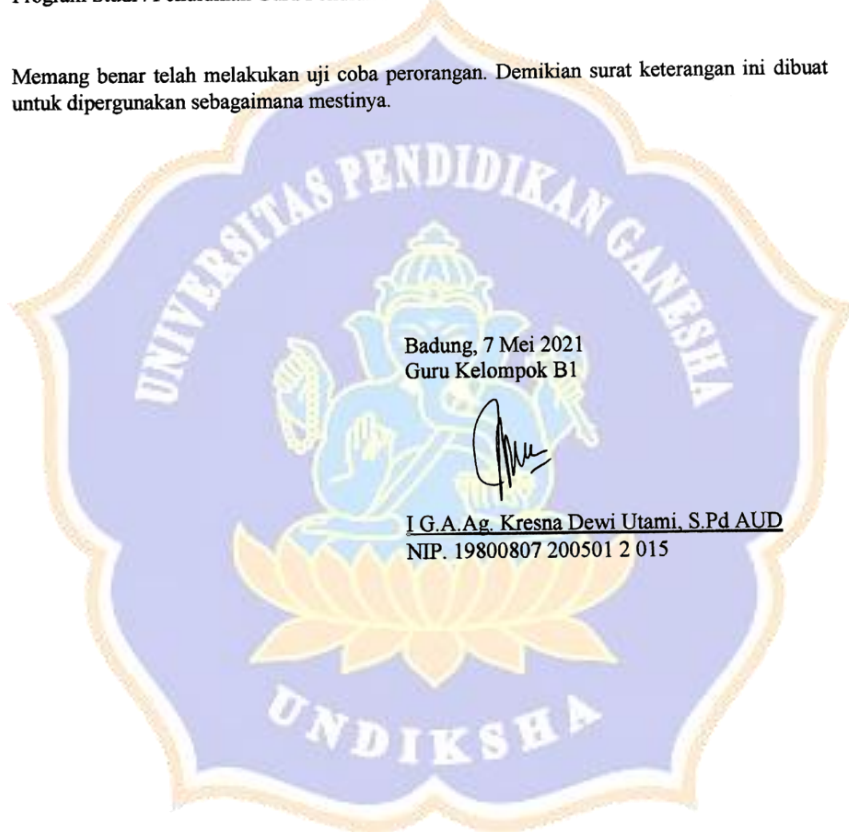 Memang benar telah melakukan uji coba perorangan. Demikian surat keterangan ini dibuat
untuk dipergunakan sebagaimana mestinya.
UNIVERSITAS PENDIDIKAN GANESHA
Badung, 7 Mei 2021
Guru Kelompok B1
I G.A.Ag. Kresna Dewi Utami, S.Pd AUD
NIP. 19800807 200501 2 015
UNDIKSHA